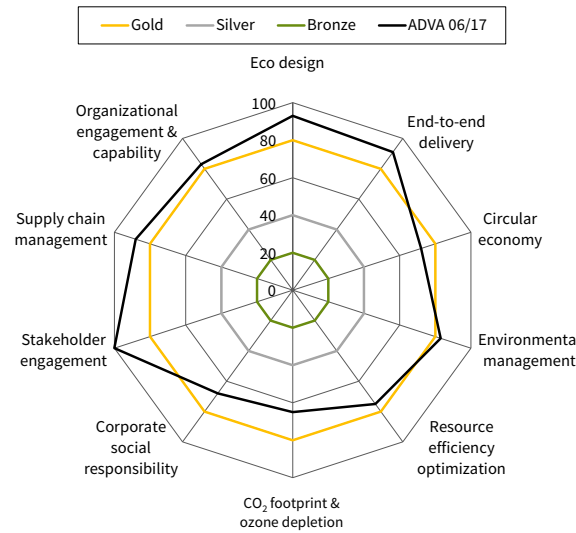 Gold Silver Bronze ADVA 06/17
Eco design
Organizational
engagement &
capability
End-to-end
delivery
Supply chain
management
Circular
economy
Stakeholder
engagement
Environmenta
management
Corporate
social
responsibility
Resource
efficiency
optimization
CO₂ footprint &
ozone depletion
100
80
60
40
20
0